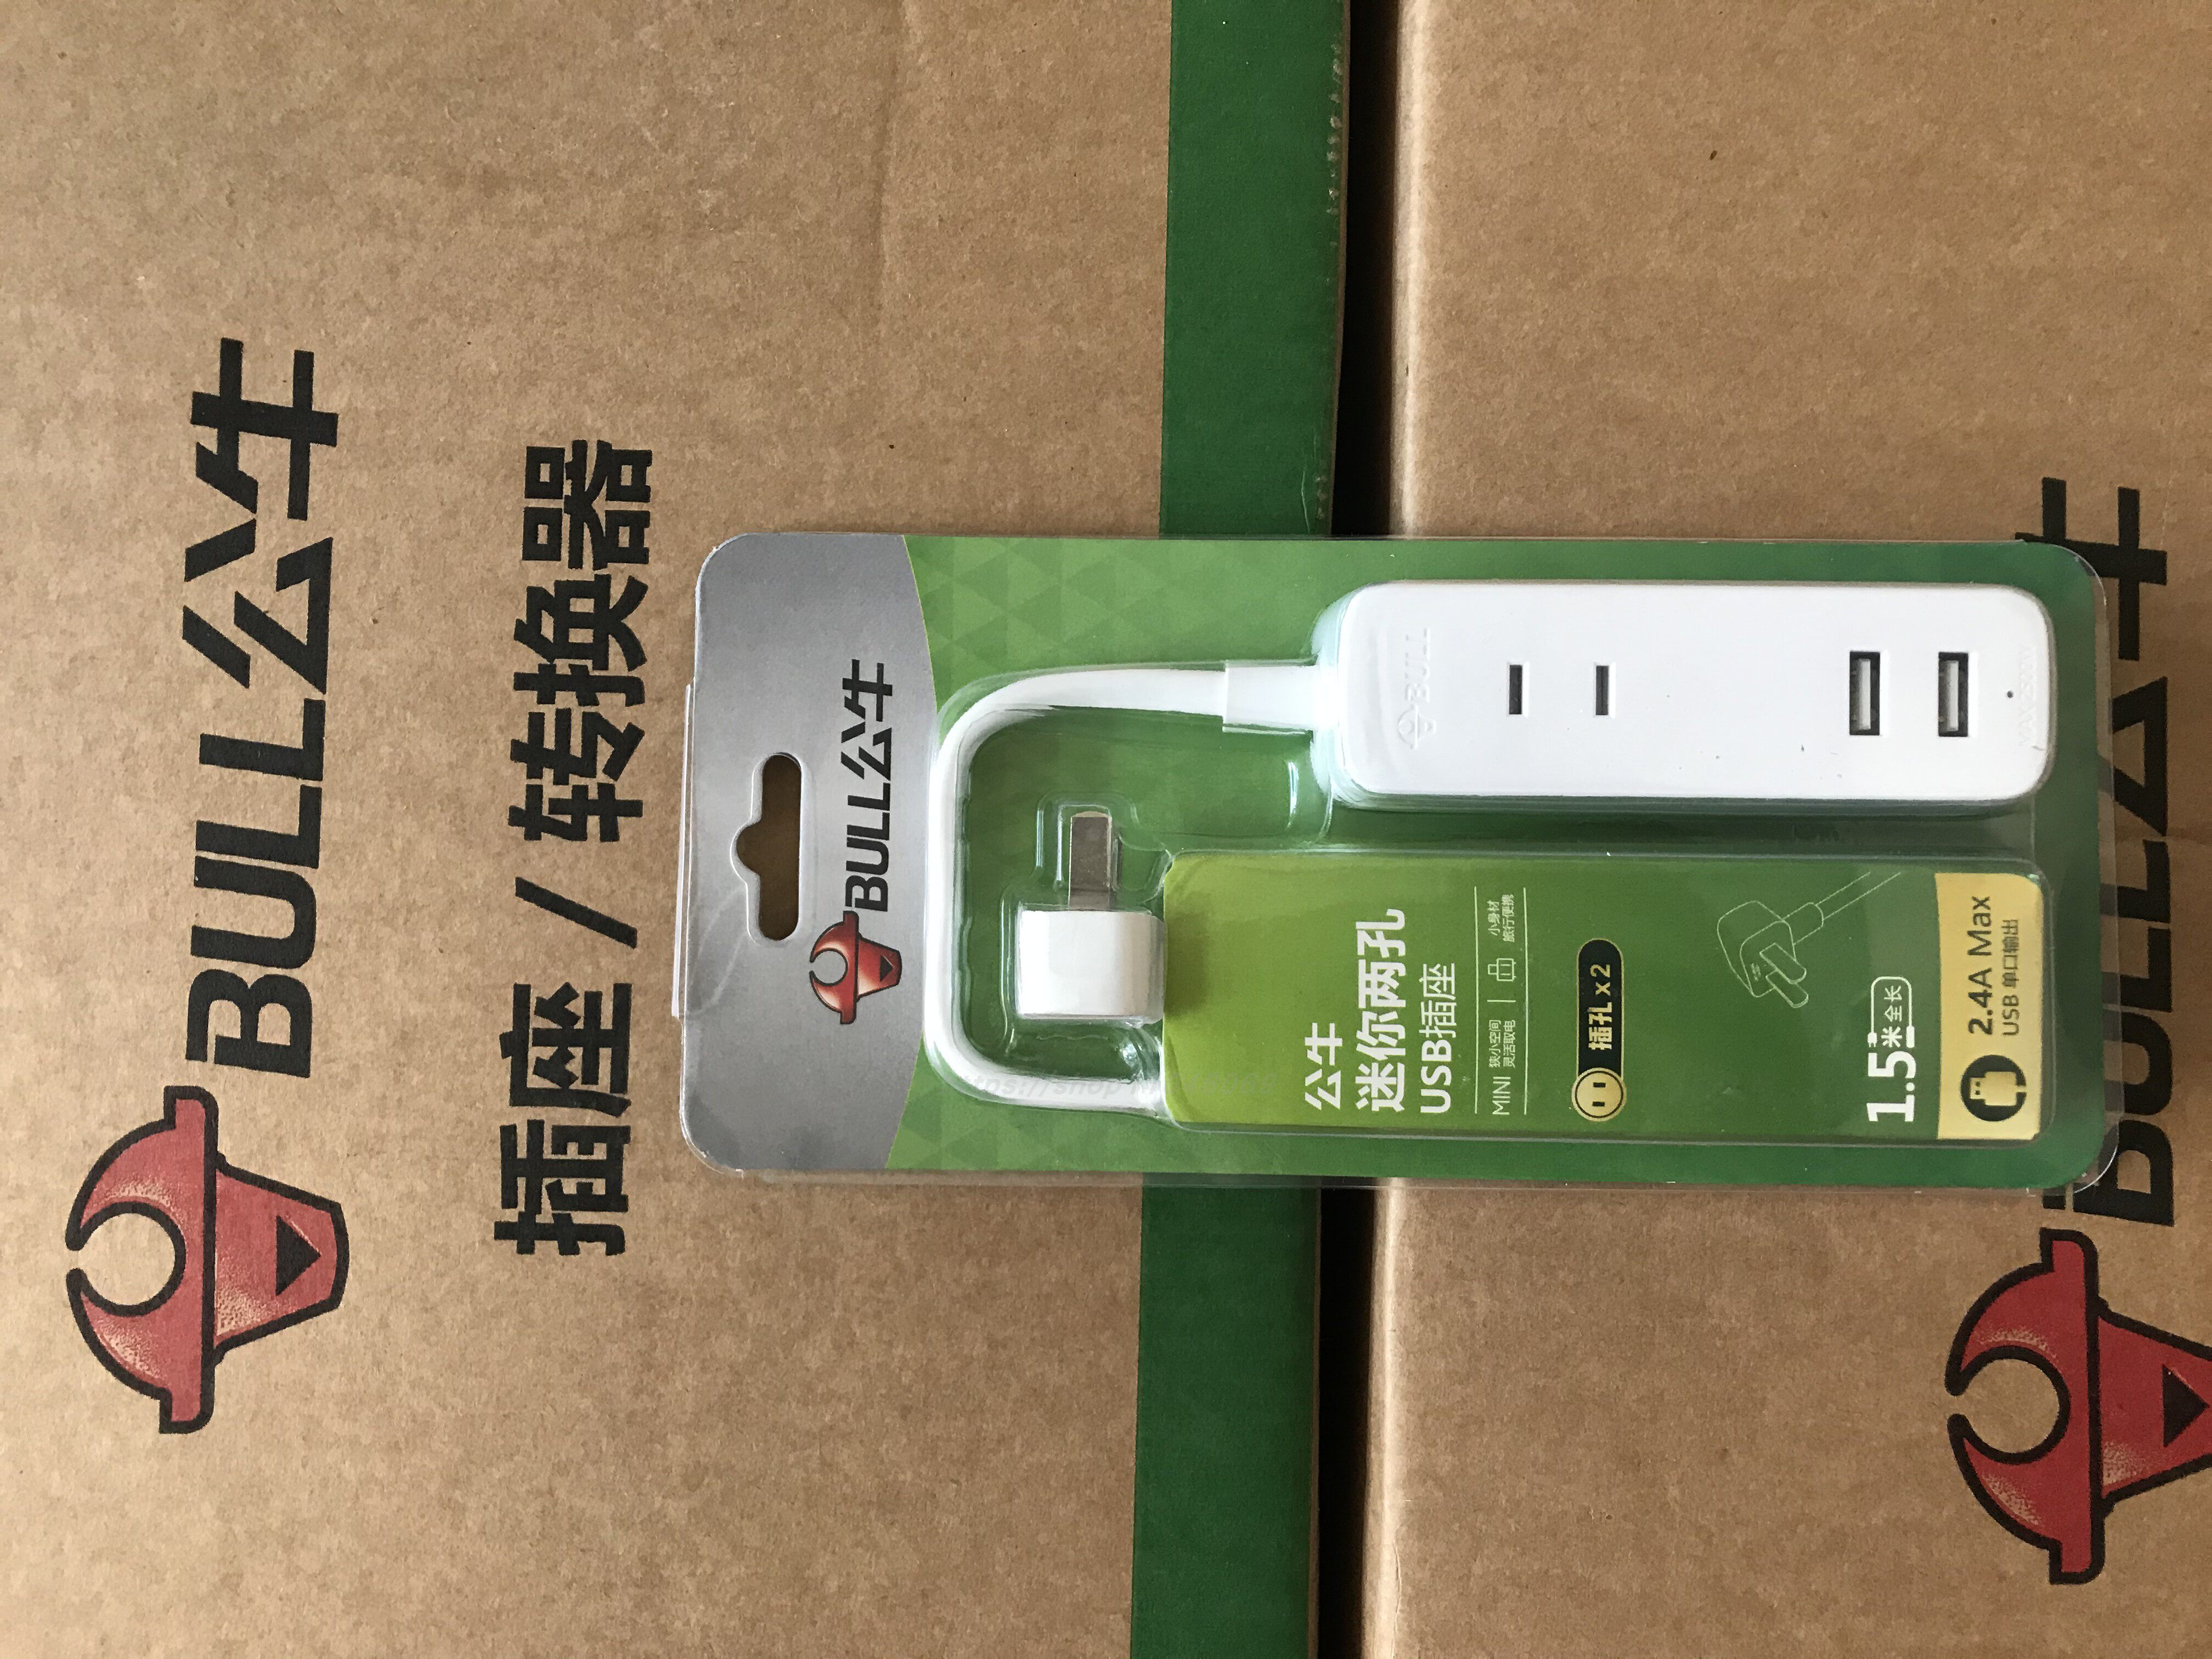 BULL公牛
插座 / 转换器
BULL公牛
公牛
迷你两孔
USB插座
MINI 狭小空间 灵活取电 小身材 旅行便携
插孔 x 2
1.5米 全长
2.4A Max
USB 单口输出
BULL
BULL公牛